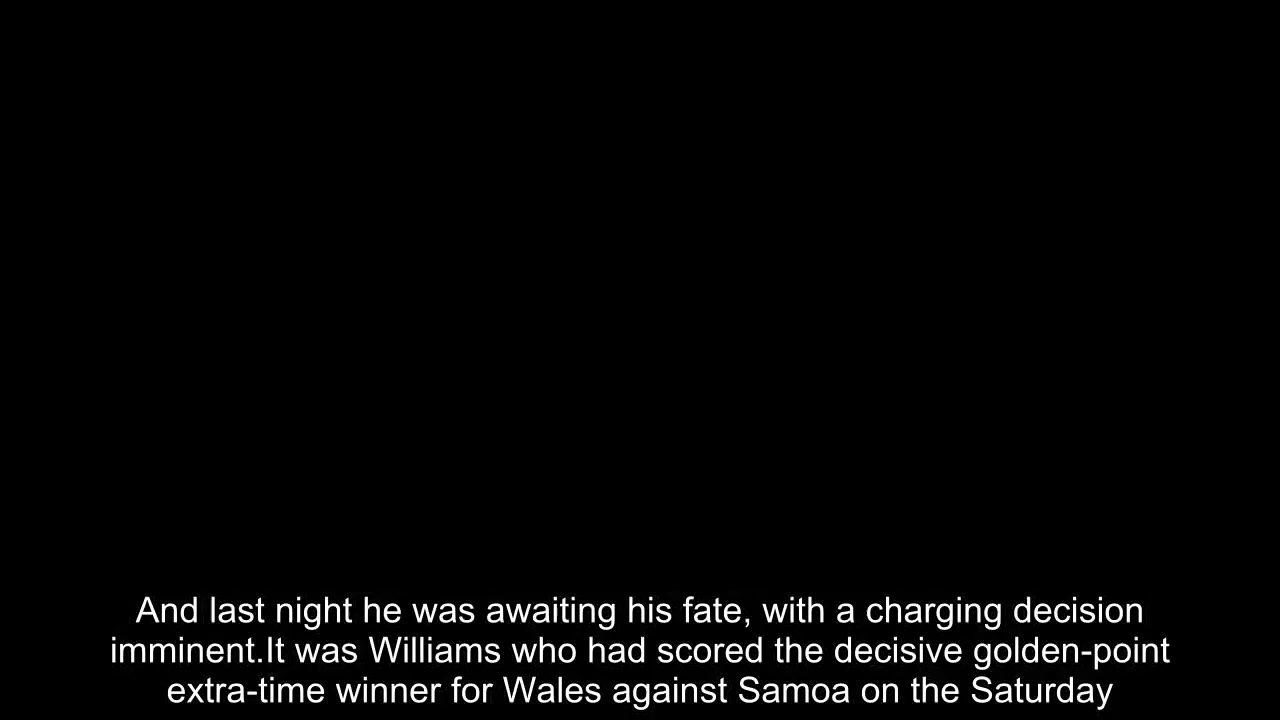 And last night he was awaiting his fate, with a charging decision
imminent.It was Williams who had scored the decisive golden-point
extra-time winner for Wales against Samoa on the Saturday